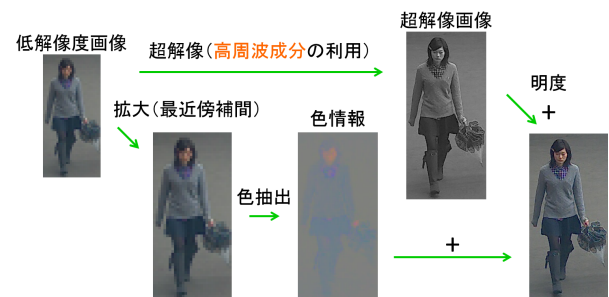 低解像度画像
超解像（高周波成分の利用）
超解像画像
明度
+
拡大（最近傍補間）
色情報
色抽出
+